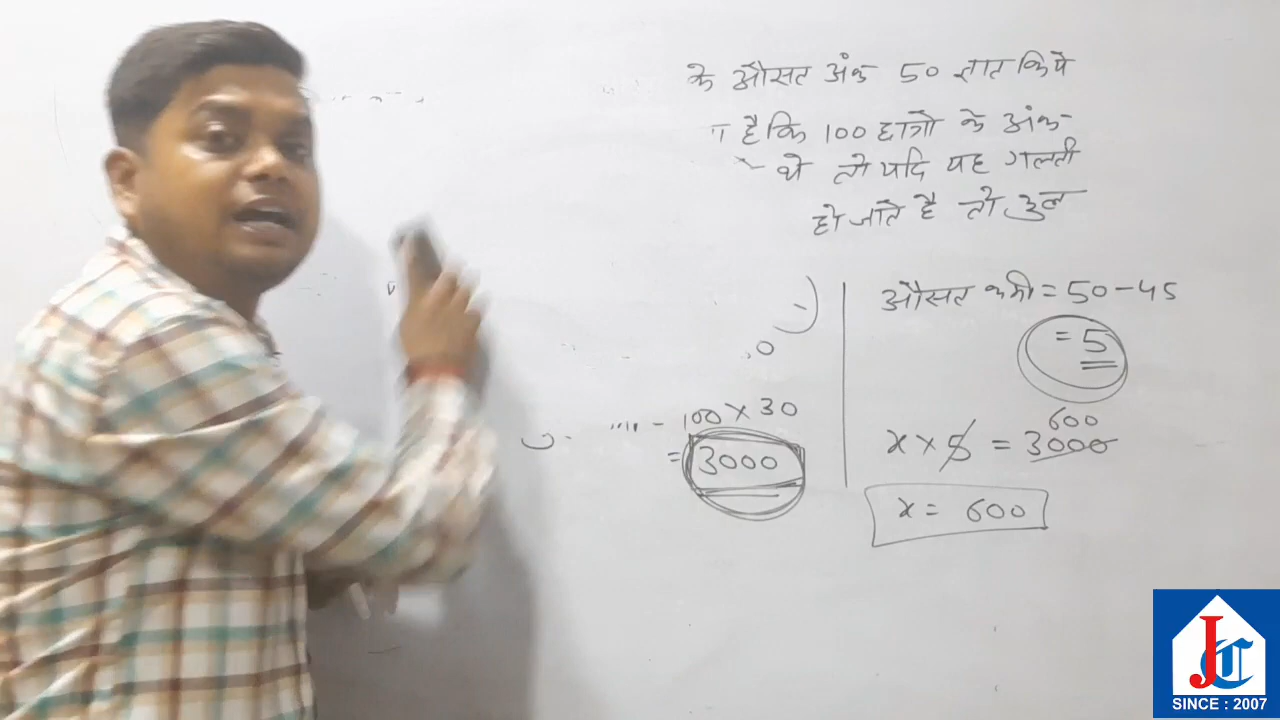 के औसत अंक 50 ज्ञात किये
है कि 100 छात्रो के अंक
थे तो यदि यह गलती
हो जाते है तो कुल
औसत कमी = 50 - 45
= 5
100 × 30
= 3000
600
x × 5 = 3000
x = 600
JCT
SINCE : 2007